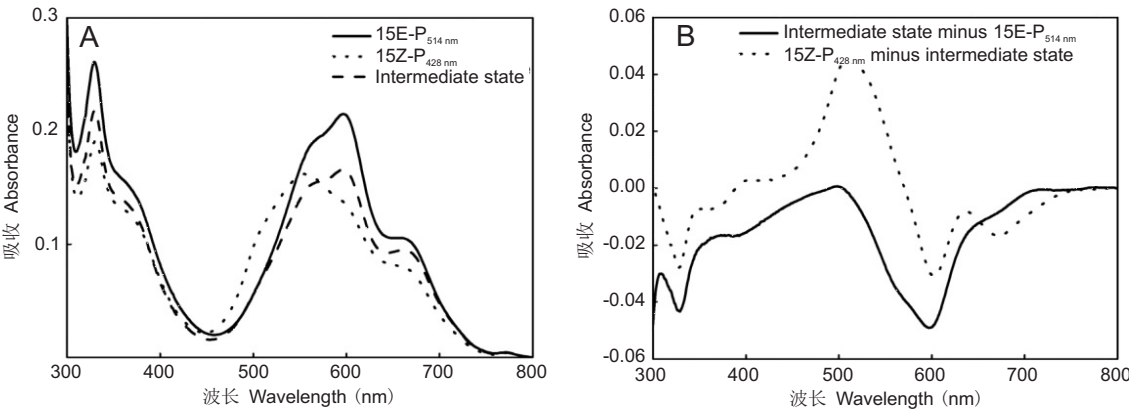 A
15E-P514 nm
15Z-P428 nm
Intermediate state
0.3
0.2
0.1
吸收 Absorbance
300 400 500 600 700 800
波长 Wavelength (nm)
B
Intermediate state minus 15E-P514 nm
15Z-P428 nm minus intermediate state
0.06
0.04
0.02
0.00
-0.02
-0.04
-0.06
吸收 Absorbance
300 400 500 600 700 800
波长 Wavelength (nm)